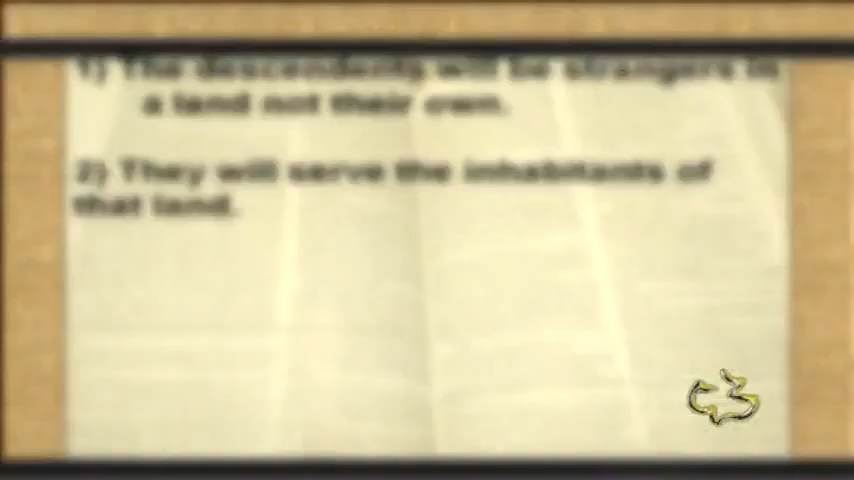 1) The descendents will be strangers in
a land not their own.
2) They will serve the inhabitants of
that land.